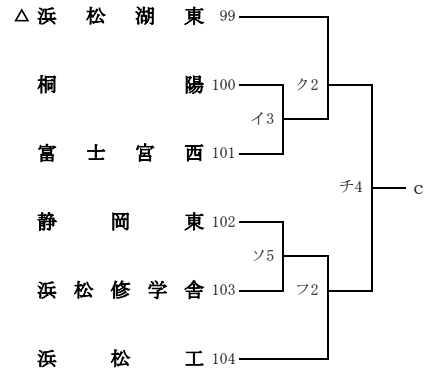 △ 浜松湖東 99
ク2
桐陽 100
イ3
富士宮西 101
チ4 c
静岡東 102
ソ5
浜松修学舎 103 フ2
浜松工 104